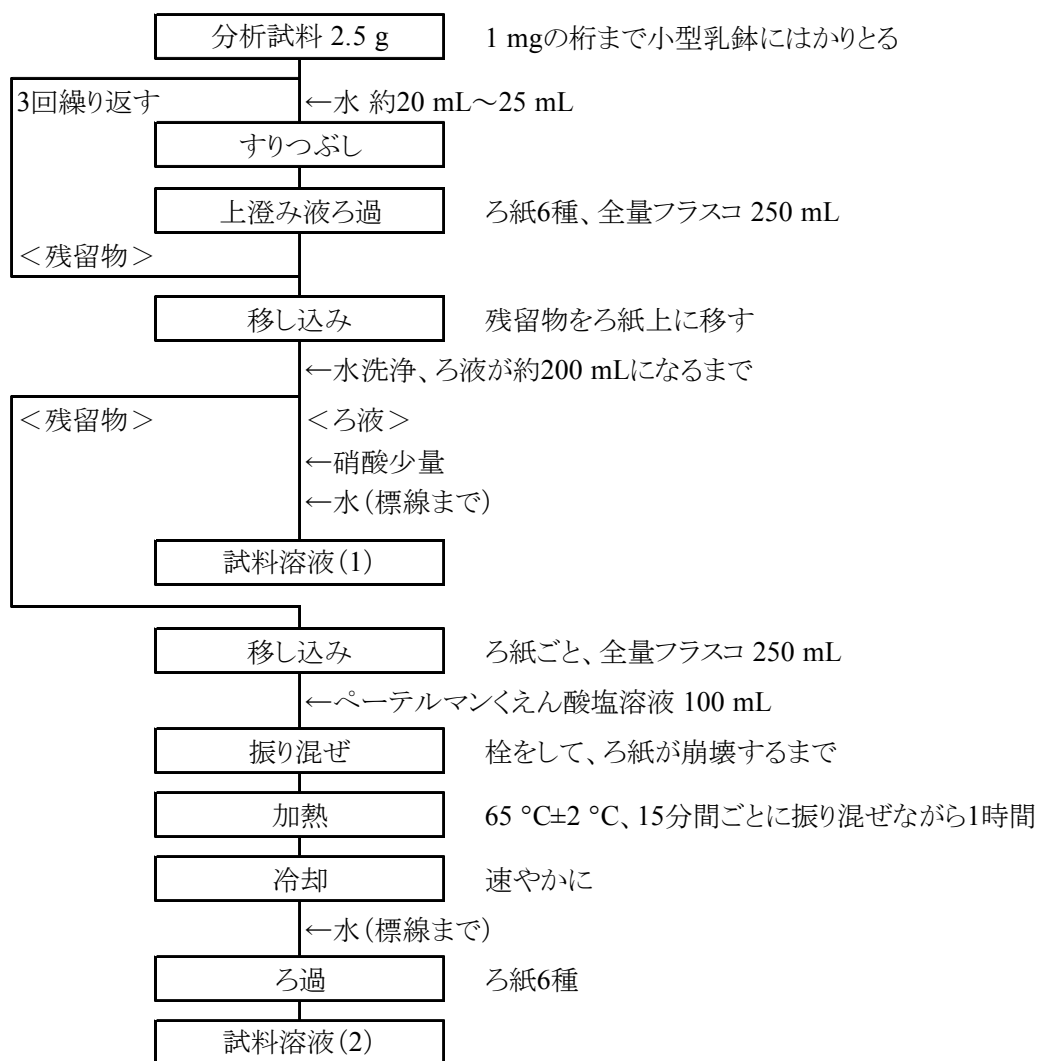 分析試料 2.5 g 1 mgの桁まで小型乳鉢にはかりとる
3回繰り返す ←水 約20 mL～25 mL
すりつぶし
上澄み液ろ過 ろ紙6種、全量フラスコ 250 mL
＜残留物＞
移し込み 残留物をろ紙上に移す
←水洗浄、ろ液が約200 mLになるまで
＜残留物＞ ＜ろ液＞
←硝酸少量
←水（標線まで）
試料溶液（1）
移し込み ろ紙ごと、全量フラスコ 250 mL
←ペーテルマンくえん酸塩溶液 100 mL
振り混ぜ 栓をして、ろ紙が崩壊するまで
加熱 65 °C±2 °C、15分間ごとに振り混ぜながら1時間
冷却 速やかに
←水（標線まで）
ろ過 ろ紙6種
試料溶液（2）